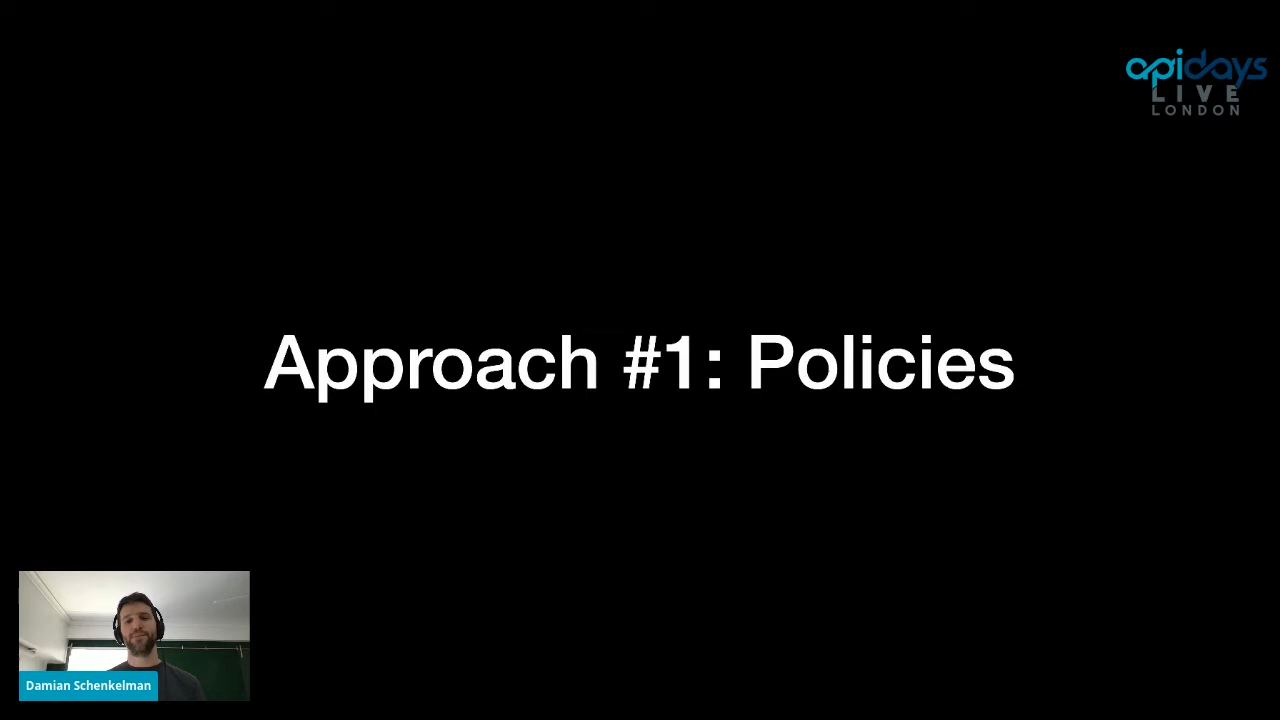 apidays
LIVE
LONDON
Approach #1: Policies
Damian Schenkelman